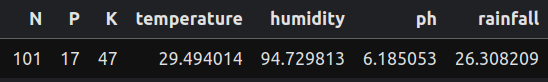 N P K temperature humidity ph rainfall
101 17 47 29.494014 94.729813 6.185053 26.308209